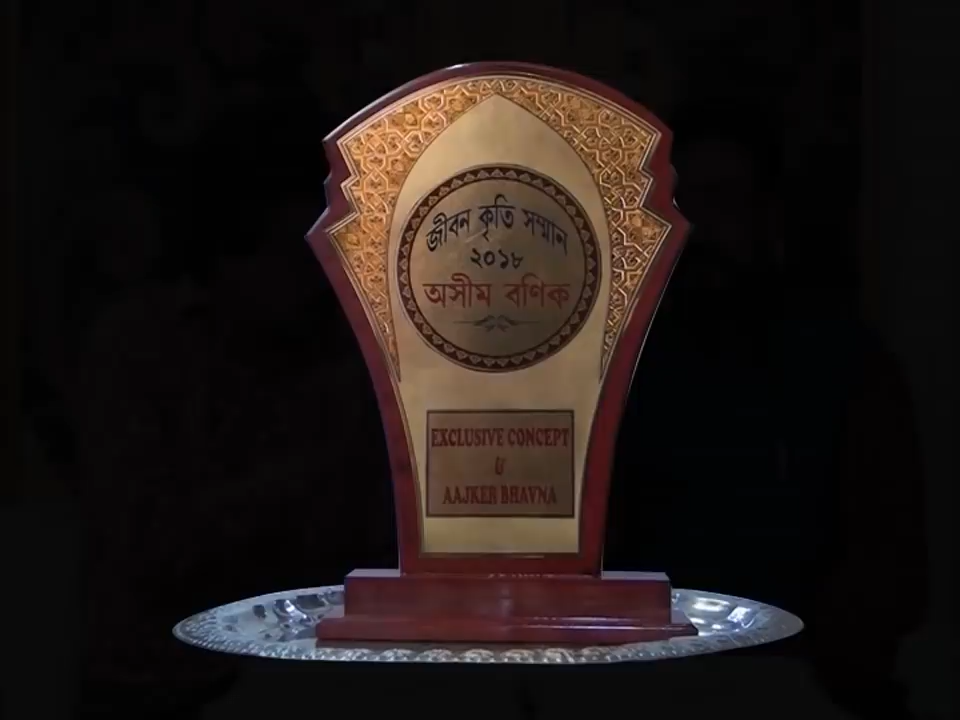 জীবন কৃতি সম্মান
২০১৮
অসীম বণিক
EXCLUSIVE CONCEPT
&
AAJKER BHAVNA